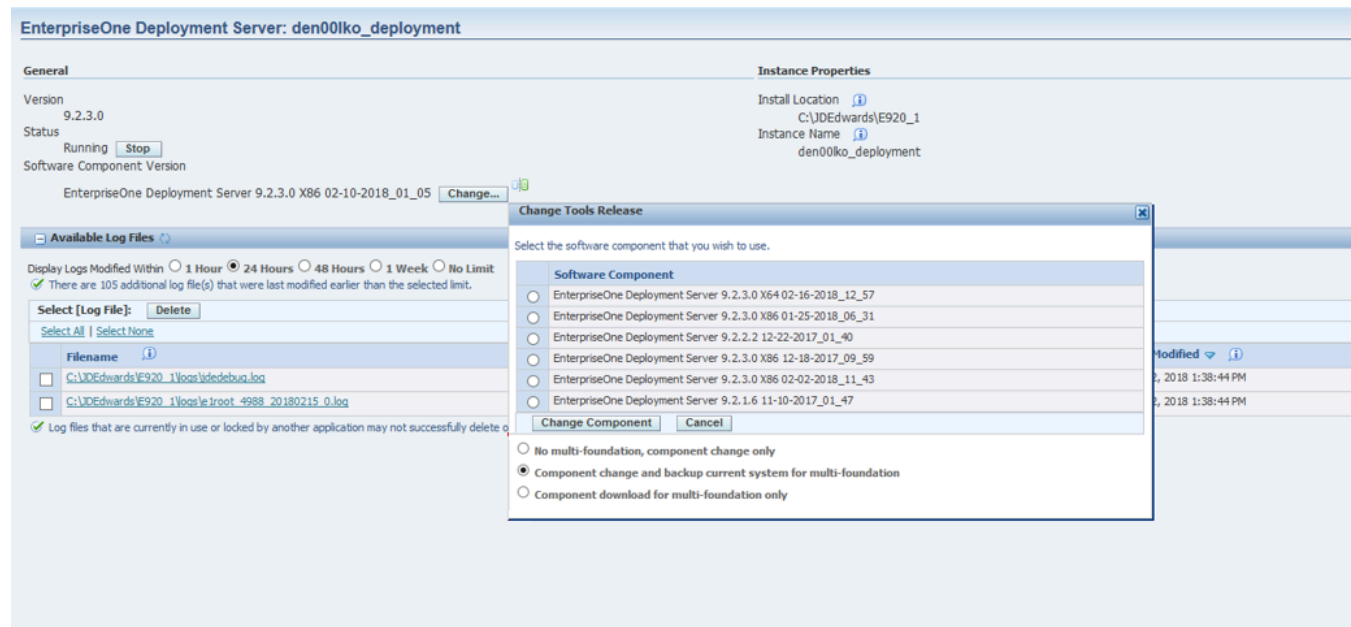 EnterpriseOne Deployment Server: den00lko_deployment
General
Version
9.2.3.0
Status
Running Stop
Software Component Version
EnterpriseOne Deployment Server 9.2.3.0 X86 02-10-2018_01_05 Change...
Instance Properties
Install Location
C:\JDEdwards\E920_1
Instance Name
den00lko_deployment
Available Log Files
Display Logs Modified Within 1 Hour 24 Hours 48 Hours 1 Week No Limit
There are 105 additional log file(s) that were last modified earlier than the selected limit.
Select [Log File]: Delete
Select All | Select None
Filename
C:\JDEdwards\E920_1\logs\jdedebug.log
C:\JDEdwards\E920_1\logs\e1root_4988_20180215_0.log
Log files that are currently in use or locked by another application may not successfully delete
Modified
2, 2018 1:38:44 PM
2, 2018 1:38:44 PM
Change Tools Release
Select the software component that you wish to use.
Software Component
EnterpriseOne Deployment Server 9.2.3.0 X64 02-16-2018_12_57
EnterpriseOne Deployment Server 9.2.3.0 X86 01-25-2018_06_31
EnterpriseOne Deployment Server 9.2.2.2 12-22-2017_01_40
EnterpriseOne Deployment Server 9.2.3.0 X86 12-18-2017_09_59
EnterpriseOne Deployment Server 9.2.3.0 X86 02-02-2018_11_43
EnterpriseOne Deployment Server 9.2.1.6 11-10-2017_01_47
Change Component Cancel
No multi-foundation, component change only
Component change and backup current system for multi-foundation
Component download for multi-foundation only